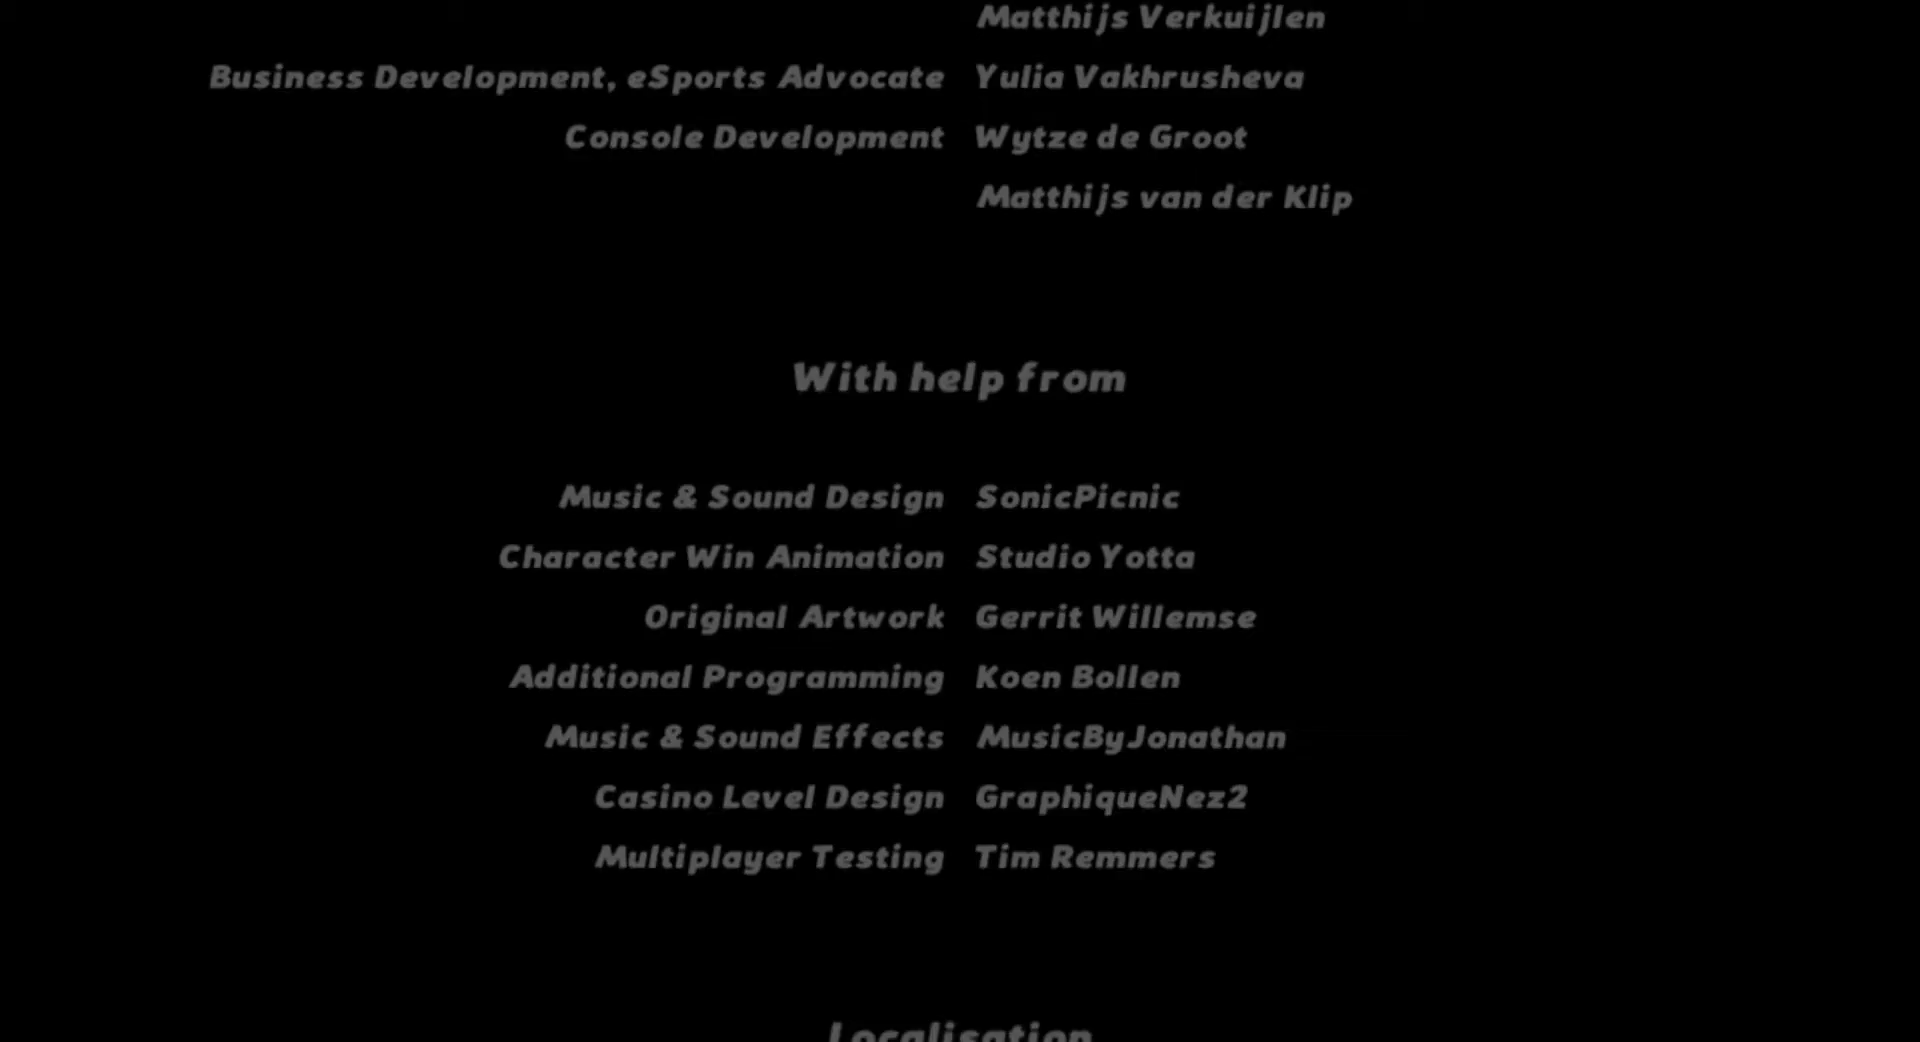 Matthijs Verkuijlen
Business Development, eSports Advocate Yulia Vakhrusheva
Console Development Wytze de Groot
Matthijs van der Klip
With help from
Music & Sound Design SonicPicnic
Character Win Animation Studio Yotta
Original Artwork Gerrit Willemse
Additional Programming Koen Bollen
Music & Sound Effects MusicByJonathan
Casino Level Design GraphiqueNez2
Multiplayer Testing Tim Remmers
Localisation